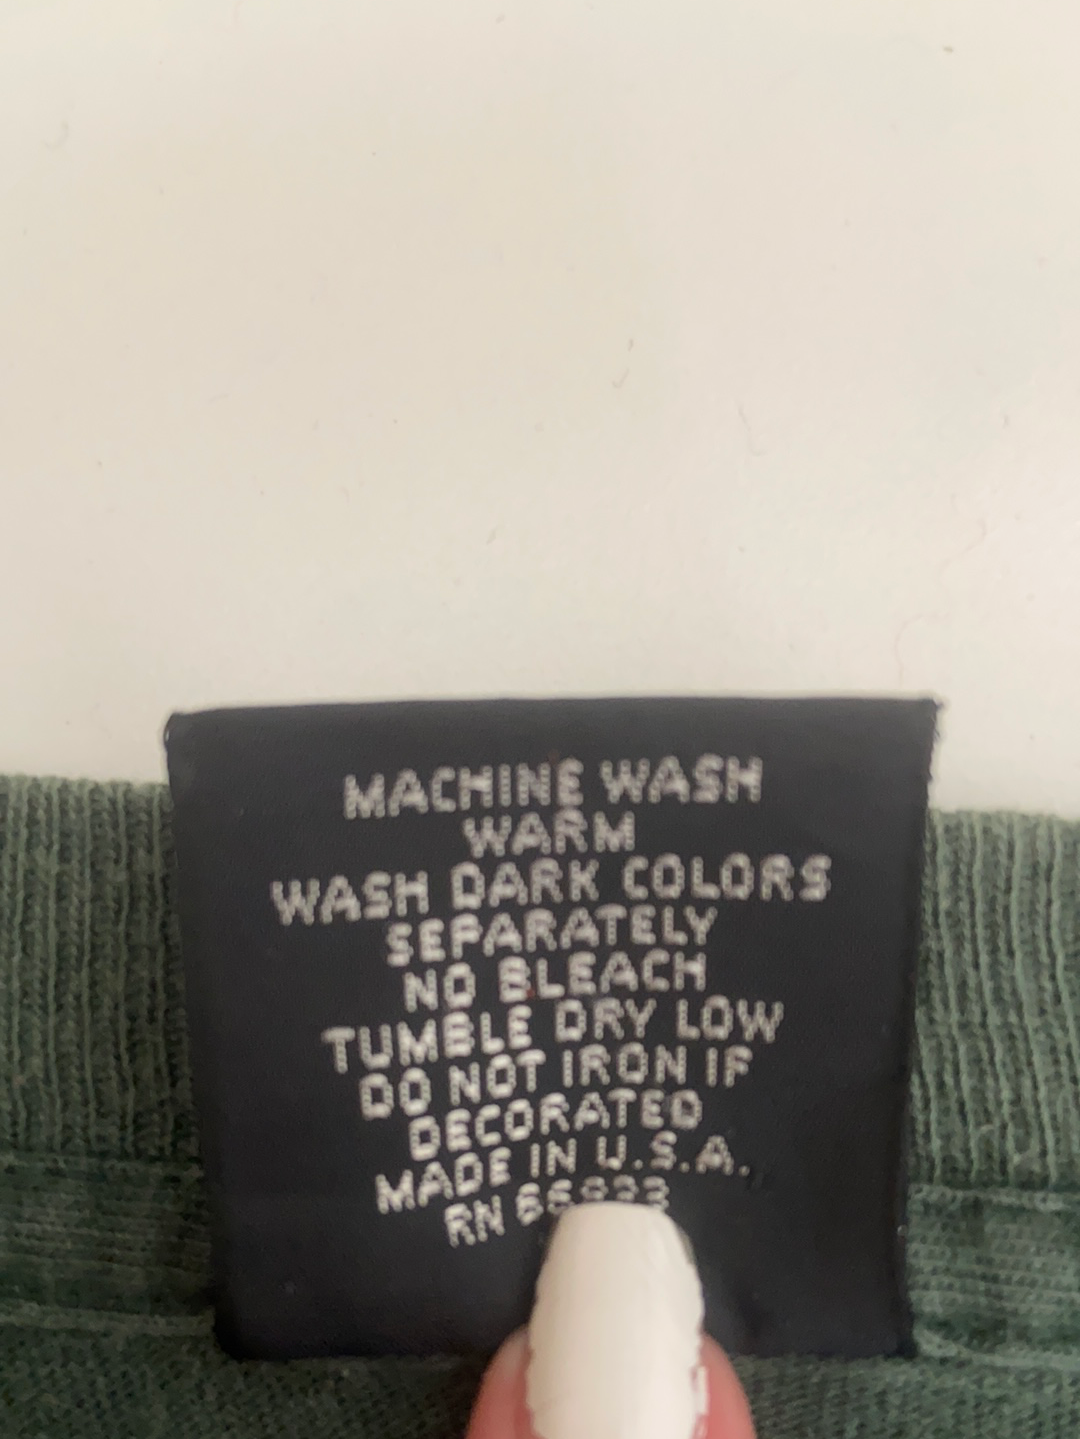 MACHINE WASH
WARM
WASH DARK COLORS
SEPARATELY
NO BLEACH
TUMBLE DRY LOW
DO NOT IRON IF
DECORATED
MADE IN U.S.A.
RN